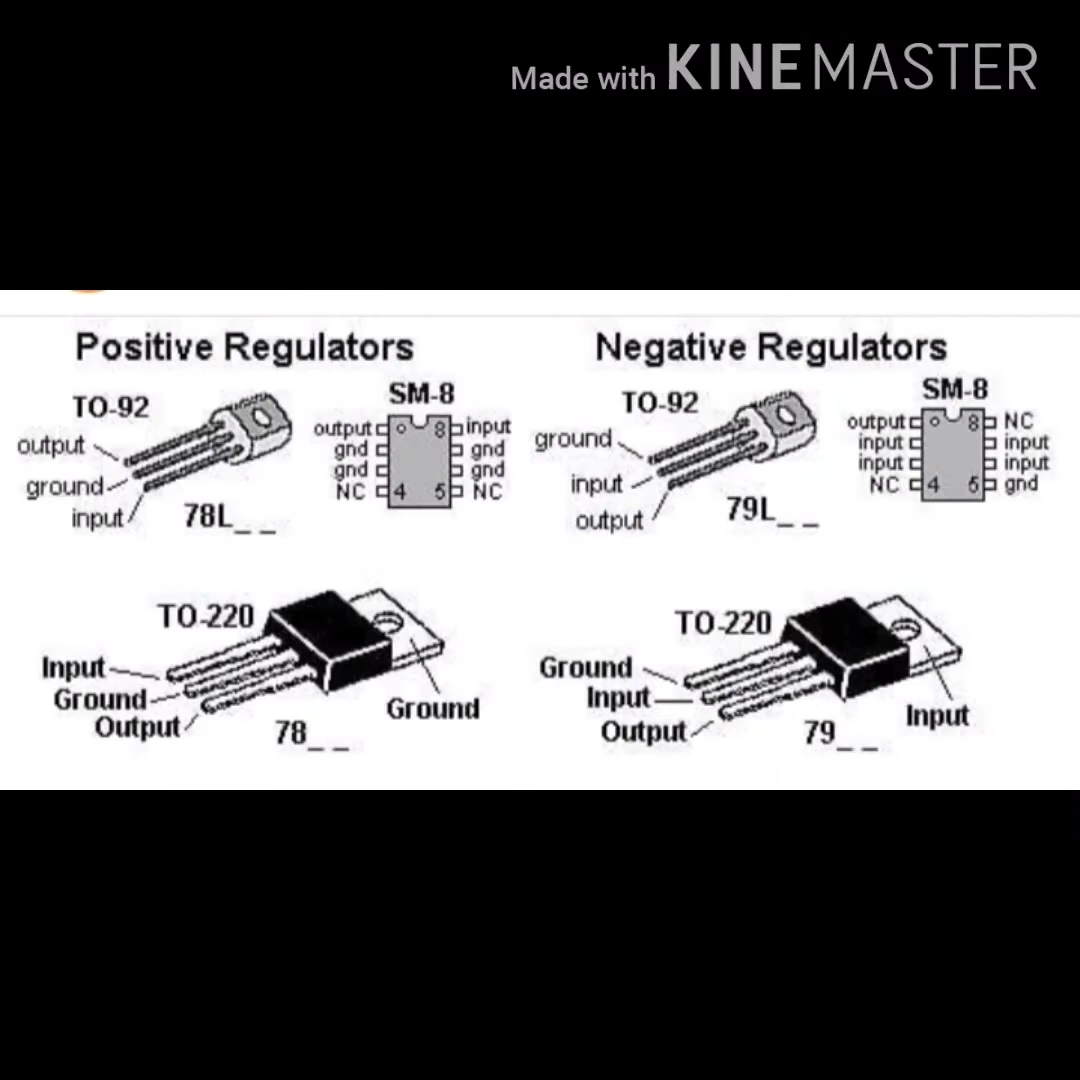 Made with KINEMASTER
Positive Regulators
TO-92
output
ground
input
78L_ _
SM-8
output 8 input
gnd gnd
gnd gnd
NC 4 5 NC
TO-220
Input
Ground
Output
Ground
78_ _
Negative Regulators
TO-92
ground
input
output
79L_ _
SM-8
output 8 NC
input input
input input
NC 4 5 gnd
TO-220
Ground
Input
Output
Input
79_ _